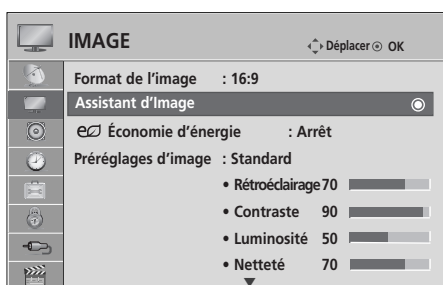 IMAGE
Déplacer OK
Format de l'image : 16:9
Assistant d'Image
Économie d'énergie : Arrêt
Préréglages d'image : Standard
• Rétroéclairage 70
• Contraste 90
• Luminosité 50
• Netteté 70